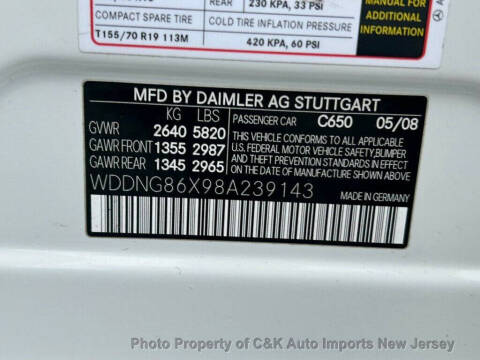 REAR 230 KPA, 33 PSI
COMPACT SPARE TIRE COLD TIRE INFLATION PRESSURE
T155/70 R19 113M 420 KPA, 60 PSI
MANUAL FOR
ADDITIONAL
INFORMATION
MFD BY DAIMLER AG STUTTGART
KG LBS PASSENGER CAR C650 05/08
GVWR 2640 5820
GAWR FRONT 1355 2987
GAWR REAR 1345 2965
THIS VEHICLE CONFORMS TO ALL APPLICABLE
U.S. FEDERAL MOTOR VEHICLE SAFETY,BUMPER
AND THEFT PREVENTION STANDARDS IN EFFECT
ON THE DATE OF MANUFACTURE SHOWN ABOVE.
WDDNG86X98A239143
MADE IN GERMANY
Photo Property of C&K Auto Imports New Jersey